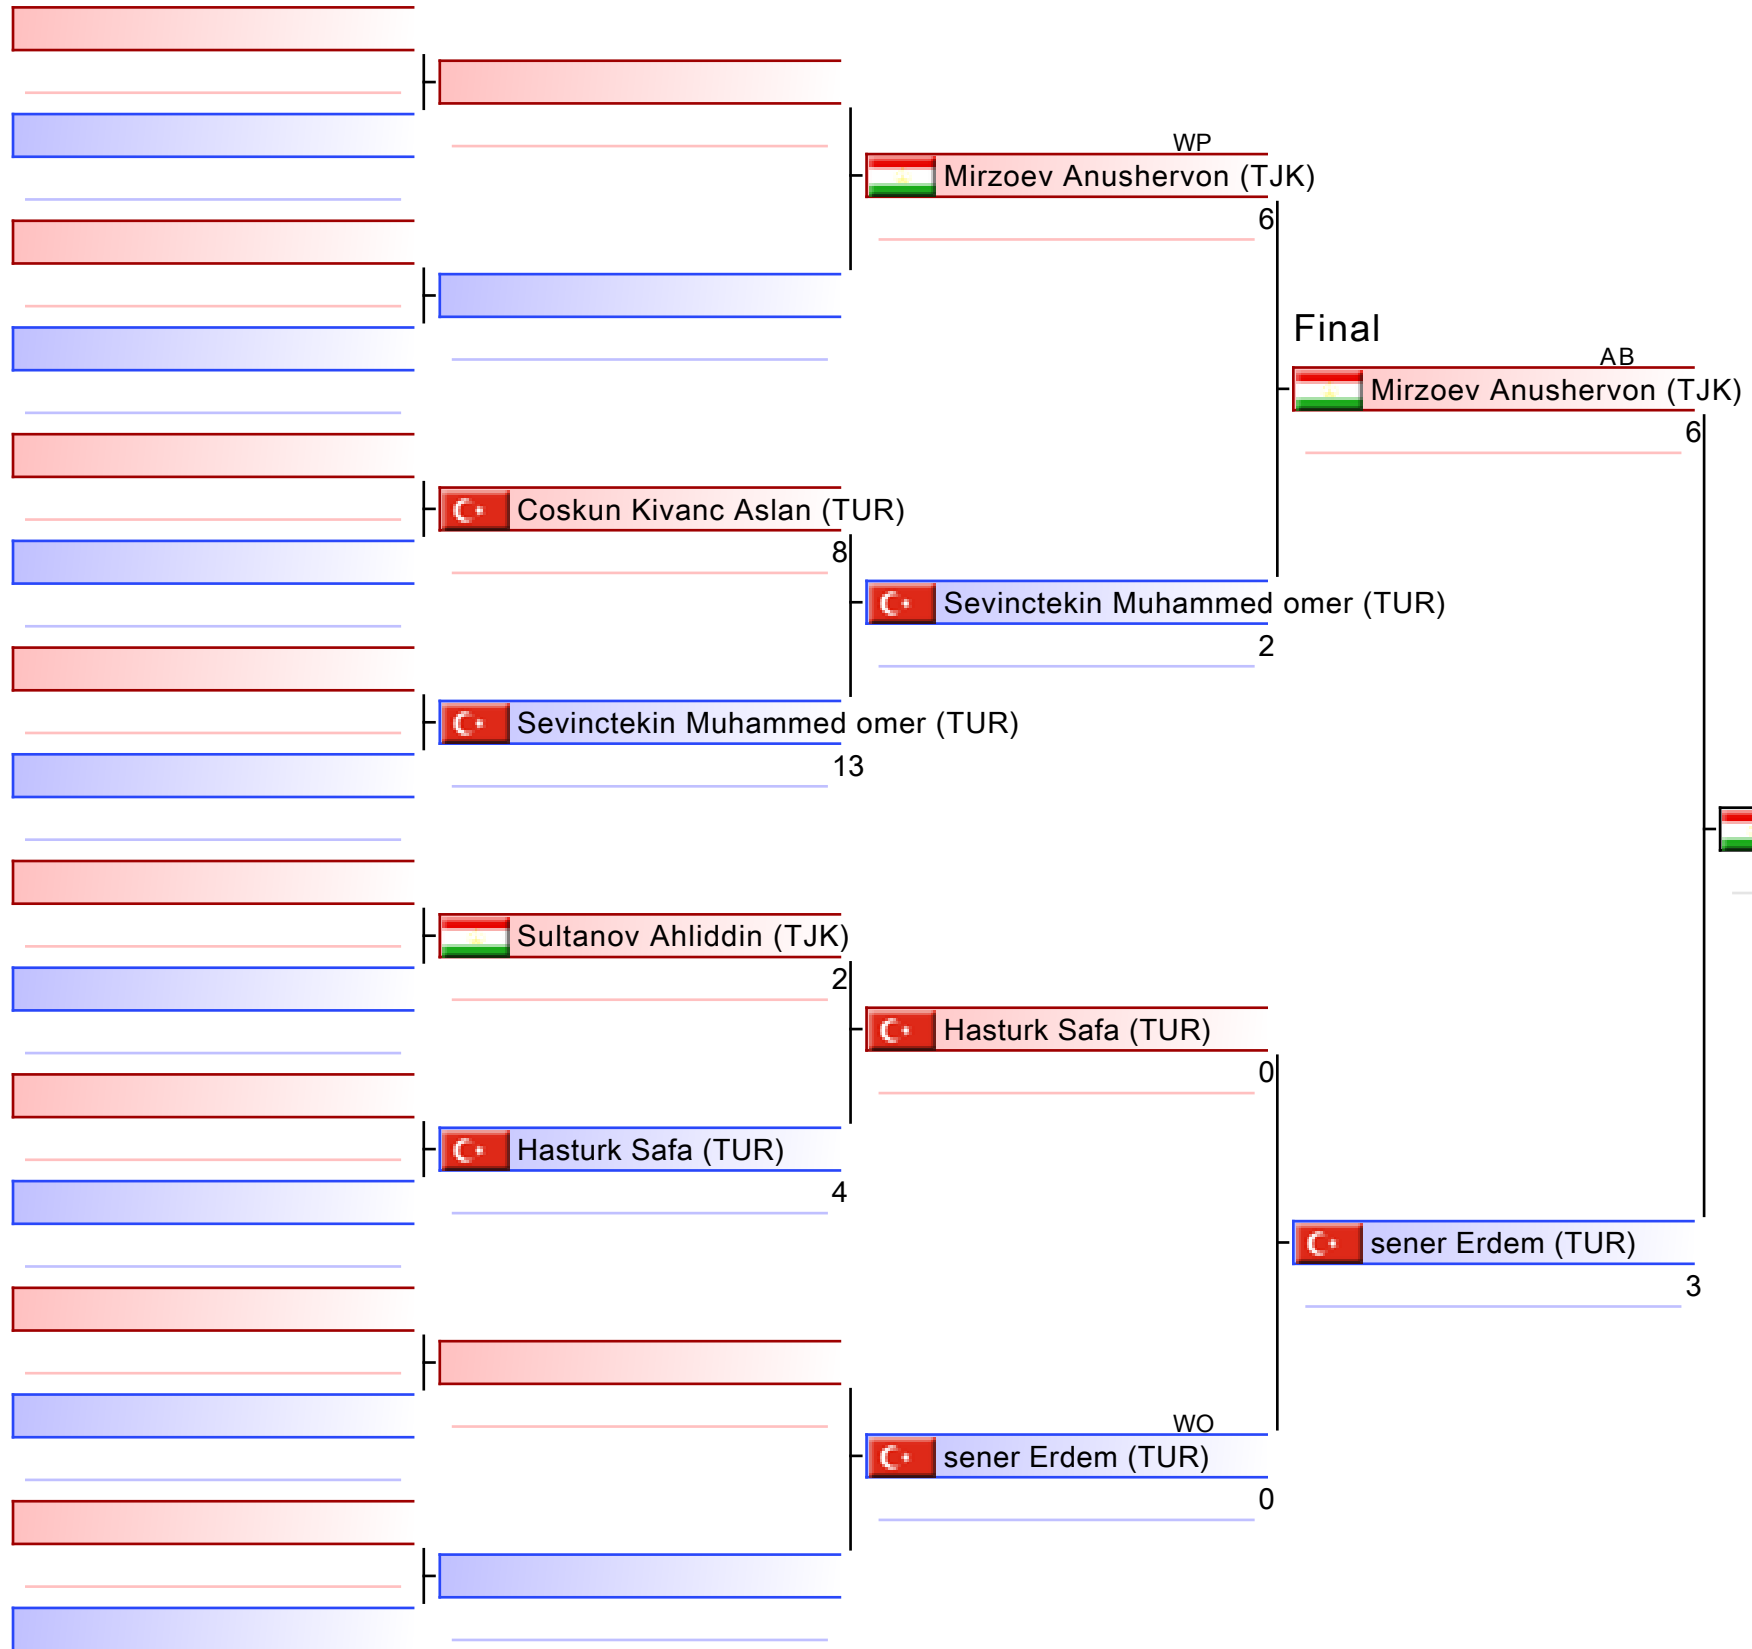 WP
Mirzoev Anushervon (TJK)
6
Final
AB
Mirzoev Anushervon (TJK)
6
Coskun Kivanc Aslan (TUR)
8
Sevinctekin Muhammed omer (TUR)
2
Sevinctekin Muhammed omer (TUR)
13
Sultanov Ahliddin (TJK)
2
Hasturk Safa (TUR)
0
Hasturk Safa (TUR)
4
sener Erdem (TUR)
3
WO
sener Erdem (TUR)
0